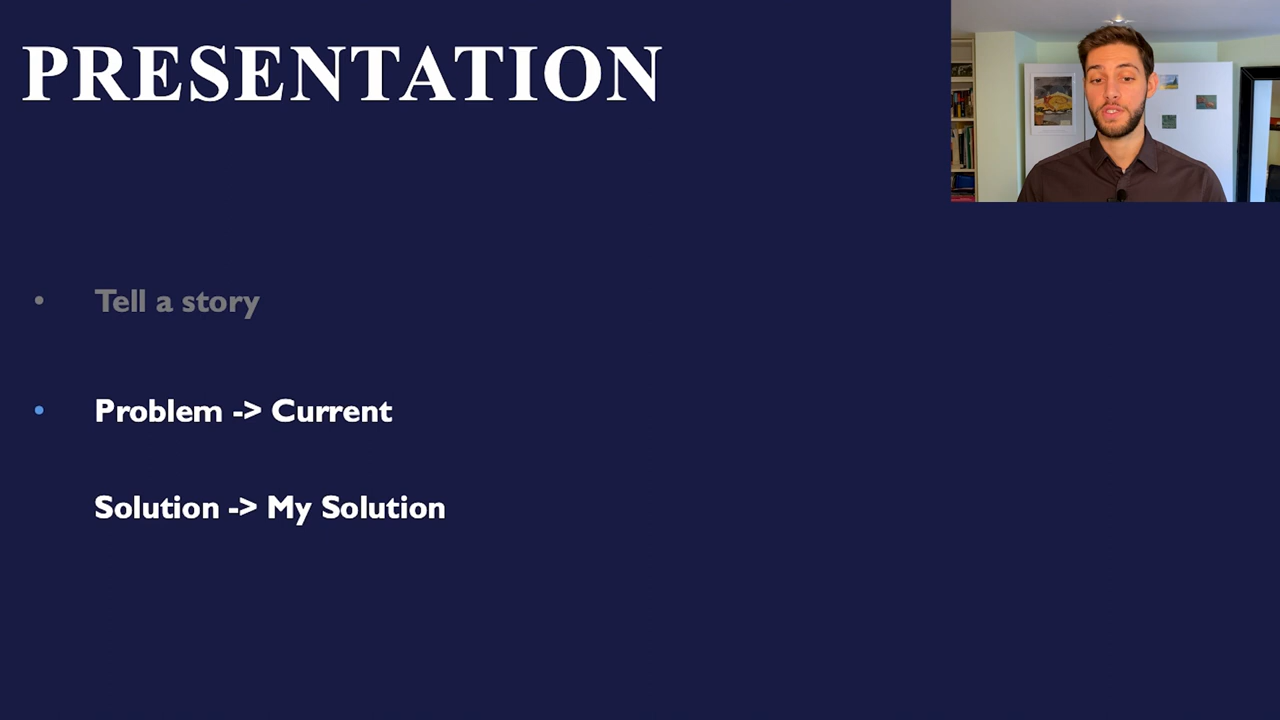 PRESENTATION
• Tell a story
• Problem -> Current
Solution -> My Solution